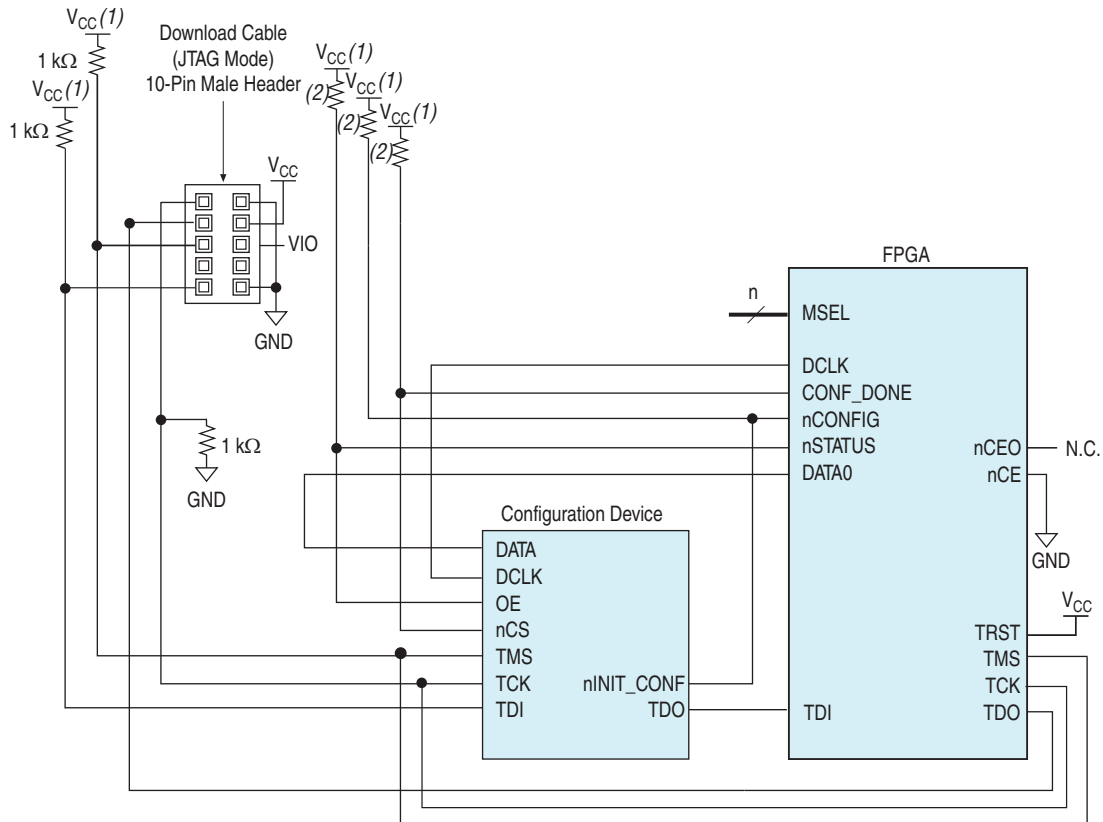 VCC(1)
1 kΩ
VCC(1)
1 kΩ
Download Cable
(JTAG Mode)
10-Pin Male Header
VCC(1)
(2)
VCC(1)
(2)
VCC(1)
(2)
VCC
VIO
GND
1 kΩ
GND
FPGA
n
MSEL
DCLK
CONF_DONE
nCONFIG
nSTATUS
DATA0
nCEO
N.C.
nCE
GND
VCC
TRST
TMS
TCK
TDO
TDI
Configuration Device
DATA
DCLK
OE
nCS
TMS
TCK
TDI
nINIT_CONF
TDO